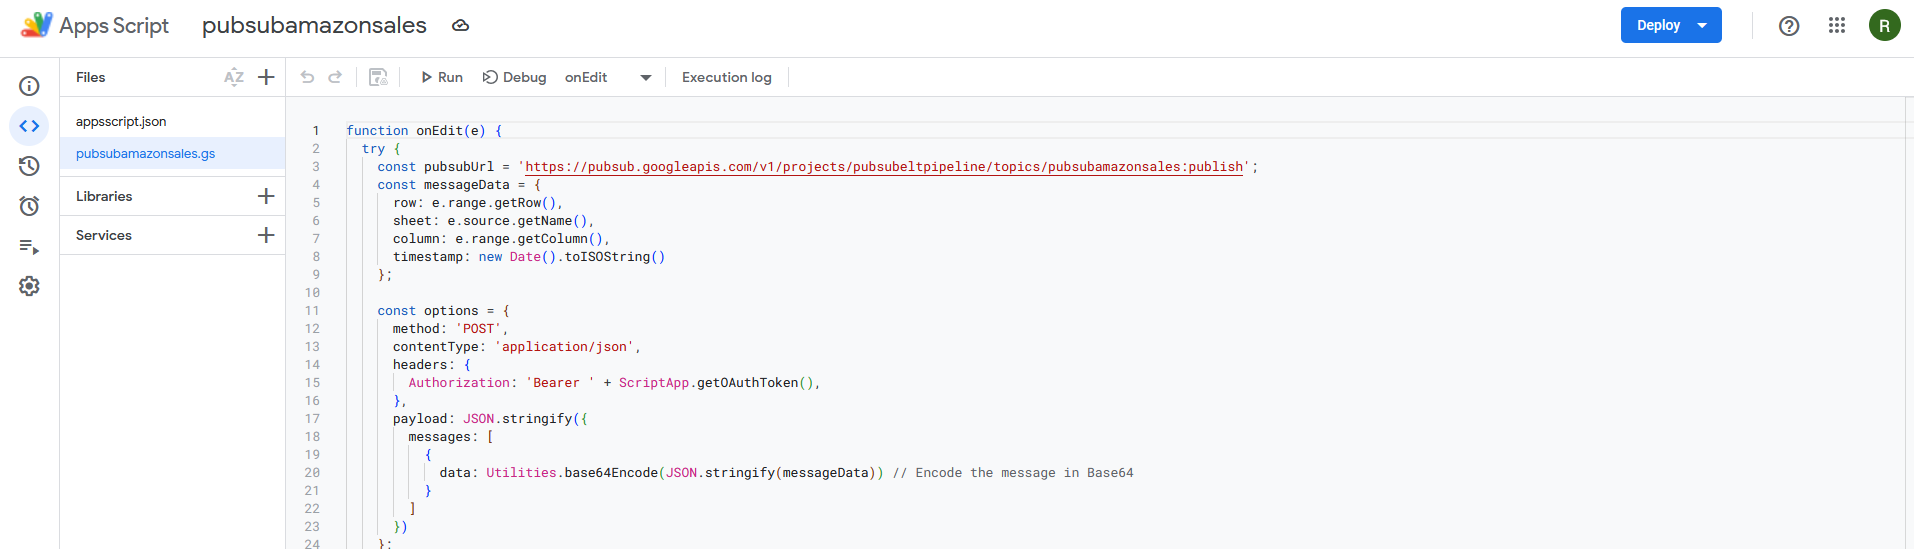 Apps Script pubsubamazonsales Deploy R
Files AZ Run Debug onEdit Execution log
appsscript.json
pubsubamazonsales.gs
Libraries
Services
1 function onEdit(e) {
2 try {
3 const pubsubUrl = 'https://pubsub.googleapis.com/v1/projects/pubsubeltpipeline/topics/pubsubamazonsales:publish';
4 const messageData = {
5 row: e.range.getRow(),
6 sheet: e.source.getName(),
7 column: e.range.getColumn(),
8 timestamp: new Date().toISOString()
9 };
10
11 const options = {
12 method: 'POST',
13 contentType: 'application/json',
14 headers: {
15 Authorization: 'Bearer ' + ScriptApp.getOAuthToken(),
16 },
17 payload: JSON.stringify({
18 messages: [
19 {
20 data: Utilities.base64Encode(JSON.stringify(messageData)) // Encode the message in Base64
21 }
22 ]
23 })
24 };